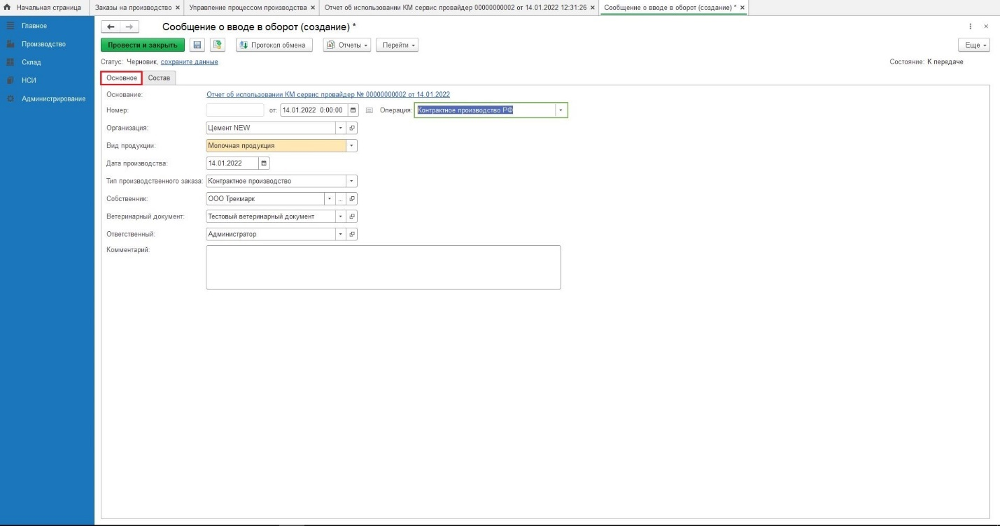 Начальная страница Заказы на производство × Управление процессом производства × Отчет об использовании КМ сервис провайдер 00000000002 от 14.01.2022 12:31:26 × Сообщение о вводе в оборот (создание) * ×
Главное
Производство
Склад
НСИ
Администрирование
Сообщение о вводе в оборот (создание) *
Провести и закрыть Протокол обмена Отчеты Перейти Еще
Статус: Черновик, сохраните данные Состояние: К передаче
Основное Состав
Основание: Отчет об использовании КМ сервис провайдер № 00000000002 от 14.01.2022
Номер: от: 14.01.2022 0:00:00 Операция: Контрактное производство РФ
Организация: Цемент NEW
Вид продукции: Молочная продукция
Дата производства: 14.01.2022
Тип производственного заказа: Контрактное производство
Собственник: ООО Трекмарк ...
Ветеринарный документ: Тестовый ветеринарный документ
Ответственный: Администратор
Комментарий: